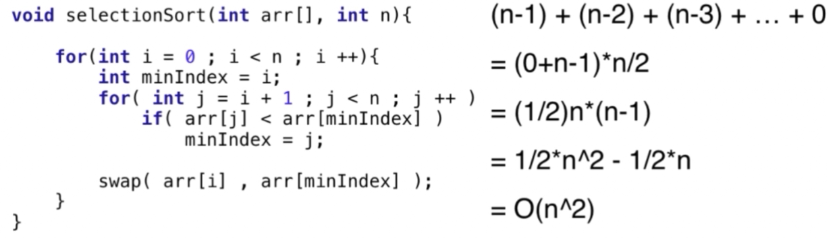 void selectionSort(int arr[], int n){
for(int i = 0 ; i < n ; i ++){
int minIndex = i;
for( int j = i + 1 ; j < n ; j ++ )
if( arr[j] < arr[minIndex] )
minIndex = j;
swap( arr[i] , arr[minIndex] );
}
}
(n-1) + (n-2) + (n-3) + ... + 0
= (0+n-1)*n/2
= (1/2)n*(n-1)
= 1/2*n^2 - 1/2*n
= O(n^2)